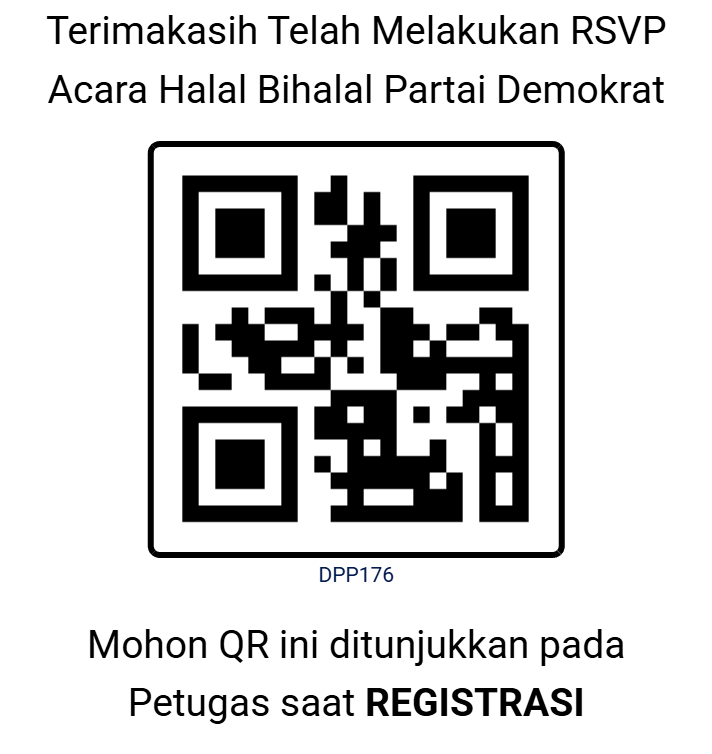 Terimakasih Telah Melakukan RSVP
Acara Halal Bihalal Partai Demokrat
DPP176
Mohon QR ini ditunjukkan pada
Petugas saat REGISTRASI